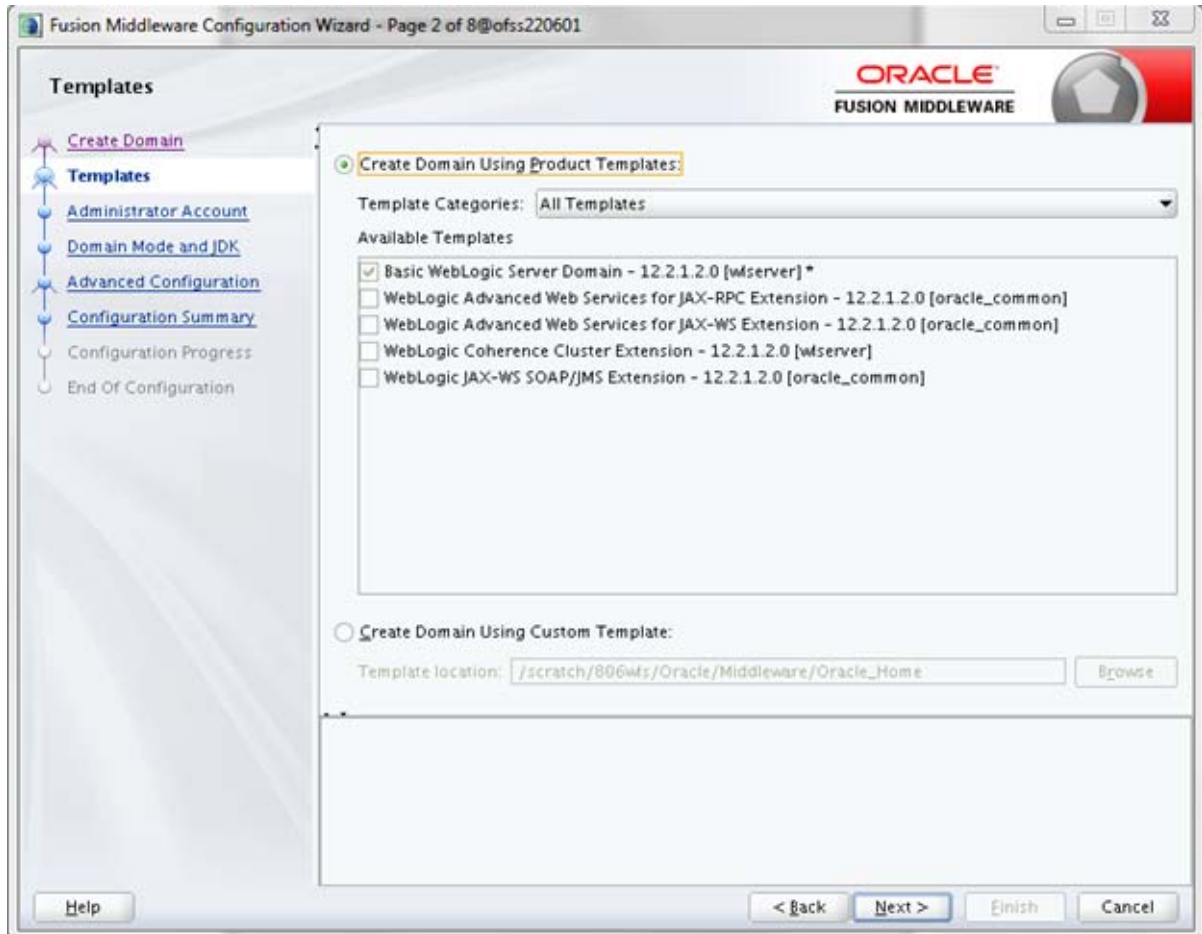 Fusion Middleware Configuration Wizard - Page 2 of 8@ofss220601
Templates
ORACLE
FUSION MIDDLEWARE
Create Domain
Templates
Administrator Account
Domain Mode and JDK
Advanced Configuration
Configuration Summary
Configuration Progress
End Of Configuration
Create Domain Using Product Templates:
Template Categories: All Templates
Available Templates
Basic WebLogic Server Domain - 12.2.1.2.0 [wlserver] *
WebLogic Advanced Web Services for JAX-RPC Extension - 12.2.1.2.0 [oracle_common]
WebLogic Advanced Web Services for JAX-WS Extension - 12.2.1.2.0 [oracle_common]
WebLogic Coherence Cluster Extension - 12.2.1.2.0 [wlserver]
WebLogic JAX-WS SOAP/JMS Extension - 12.2.1.2.0 [oracle_common]
Create Domain Using Custom Template:
Template location: /scratch/806wls/Oracle/Middleware/Oracle_Home Browse
Help < Back Next > Finish Cancel